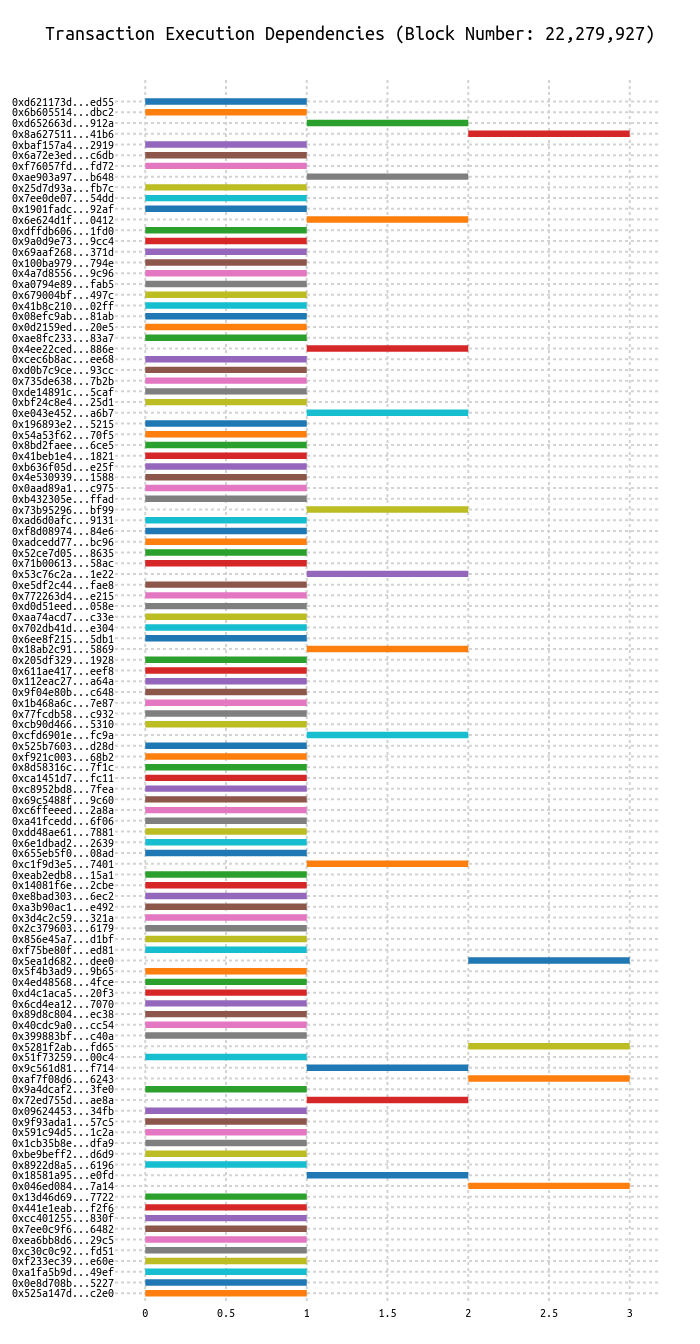 Transaction Execution Dependencies (Block Number: 22,279,927)
0xd621173d...ed55
0x6b605514...dbc2
0xd652663d...912a
0x8a627511...41b6
0xbaf157a4...2919
0x6a72e3ed...c6db
0xf76057fd...fd72
0xae903a97...b648
0x25d7d93a...fb7c
0x7ee0de07...54dd
0x1901fadc...92af
0x6e624d1f...0412
0xdffdb606...1fd0
0x9a0d9e73...9cc4
0x69aaf268...371d
0x100ba979...794e
0x4a7d8556...9c96
0xa0794e89...fab5
0x679004bf...497c
0x41b8c210...02ff
0x08efc9ab...81ab
0x0d2159ed...20e5
0xae8fc233...83a7
0x4ee22ced...886e
0xcec6b8ac...ee68
0xd0b7c9ce...93cc
0x735de638...7b2b
0xde14891c...5caf
0xbf24c8e4...25d1
0xe043e452...a6b7
0x196893e2...5215
0x54a53f62...70f5
0x8bd2faee...6ce5
0x41beb1e4...1821
0xb636f05d...e25f
0x4e530939...1588
0x0aad89a1...c975
0xb432305e...ffad
0x73b95296...bf99
0xad6d0afc...9131
0xf8d08974...84e6
0xadcedd77...bc96
0x52ce7d05...8635
0x71b00613...58ac
0x53c76c2a...1e22
0xe5df2c44...fae8
0x772263d4...e215
0xd0d51eed...058e
0xaa74acd7...c33e
0x702db41d...e304
0x6ee8f215...5db1
0x18ab2c91...5869
0x205df329...1928
0x611ae417...eef8
0x112eac27...a64a
0x9f04e80b...c648
0x1b468a6c...7e87
0x77fcdb58...c932
0xcb90d466...5310
0xcfd6901e...fc9a
0x525b7603...d28d
0xf921c003...68b2
0x8d58316c...7f1c
0xca1451d7...fc11
0xc8952bd8...7fea
0x69c5488f...9c60
0xc6ffeeed...2a8a
0xa41fcedd...6f06
0xdd48ae61...7881
0x6e1dbad2...2639
0x655eb5f0...08ad
0xc1f9d3e5...7401
0xeab2edb8...15a1
0x14081f6e...2cbe
0xe8bad303...6ec2
0xa3b90ac1...e492
0x3d4c2c59...321a
0x2c379603...6179
0x856e45a7...d1bf
0xf75be80f...ed81
0x5ea1d682...dee0
0x5f4b3ad9...9b65
0x4ed48568...4fce
0xd4c1aca5...20f3
0x6cd4ea12...7070
0x89d8c804...ec38
0x40cdc9a0...cc54
0x399883bf...c40a
0x5281f2ab...fd65
0x51f73259...00c4
0x9c561d81...f714
0xaf7f08d6...6243
0x9a4dcaf2...3fe0
0x72ed755d...ae8a
0x09624453...34fb
0x9f93ada1...57c5
0x591c94d5...1c2a
0x1cb35b8e...dfa9
0xbe9beff2...d6d9
0x8922d8a5...6196
0x18581a95...e0fd
0x046ed084...7a14
0x13d46d69...7722
0x441e1eab...f2f6
0xcc401255...830f
0x7ee0c9f6...6482
0xea6bb8d6...29c5
0xc30c0c92...fd51
0xf233ec39...e60e
0xa1fa5b9d...49ef
0x0e8d708b...5227
0x525a147d...c2e0
0 0.5 1 1.5 2 2.5 3